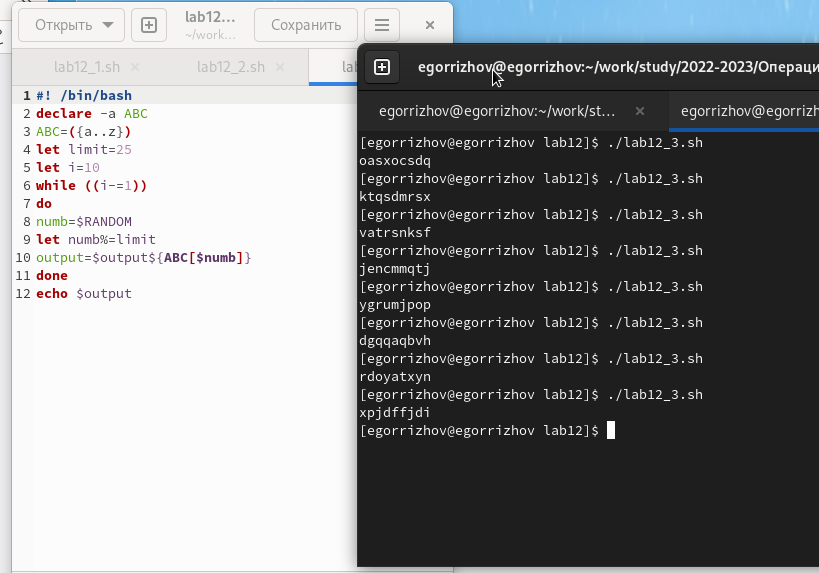 Открыть
lab12...
~/work...
Сохранить
lab12_1.sh
lab12_2.sh
1 #! /bin/bash
2 declare -a ABC
3 ABC=({a..z})
4 let limit=25
5 let i=10
6 while ((i-=1))
7 do
8 numb=$RANDOM
9 let numb%=limit
10 output=$output${ABC[$numb]}
11 done
12 echo $output
egorrizhov@egorrizhov:~/work/study/2022-2023/Операци
egorrizhov@egorrizhov:~/work/st...
egorrizhov@egorrizh
[egorrizhov@egorrizhov lab12]$ ./lab12_3.sh
oasxocsdq
[egorrizhov@egorrizhov lab12]$ ./lab12_3.sh
ktqsdmrsx
[egorrizhov@egorrizhov lab12]$ ./lab12_3.sh
vatrsnksf
[egorrizhov@egorrizhov lab12]$ ./lab12_3.sh
jencmmqtj
[egorrizhov@egorrizhov lab12]$ ./lab12_3.sh
ygrumjpop
[egorrizhov@egorrizhov lab12]$ ./lab12_3.sh
dgqqaqbvh
[egorrizhov@egorrizhov lab12]$ ./lab12_3.sh
rdoyatxyn
[egorrizhov@egorrizhov lab12]$ ./lab12_3.sh
xpjdffjdi
[egorrizhov@egorrizhov lab12]$